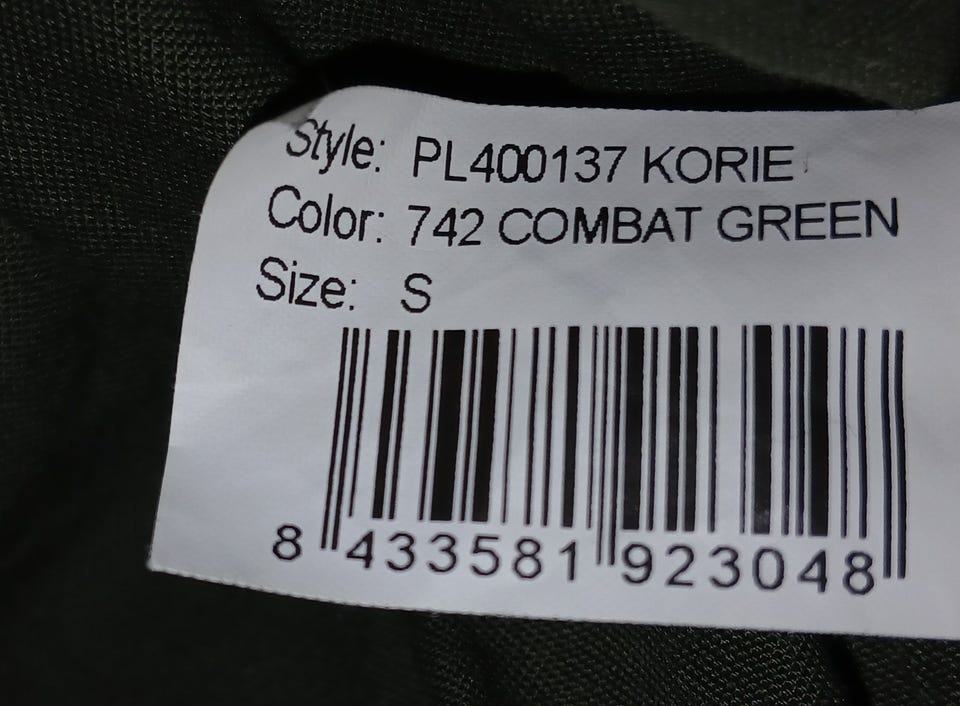 Style: PL400137 KORIE
Color: 742 COMBAT GREEN
Size: S
8 433581 923048